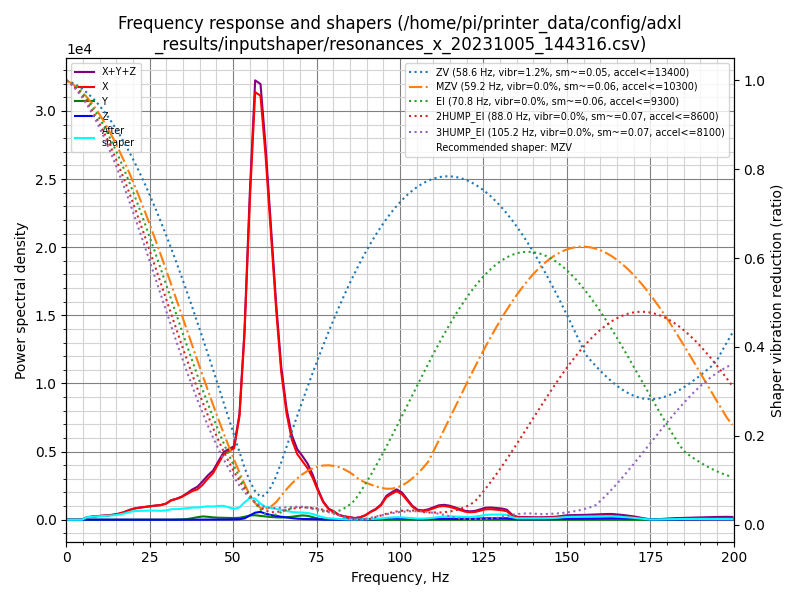 Frequency response and shapers (/home/pi/printer_data/config/adxl
_results/inputshaper/resonances_x_20231005_144316.csv)
1e4
X+Y+Z
X
Y
Z
After
shaper
ZV (58.6 Hz, vibr=1.2%, sm~=0.05, accel<=13400)
MZV (59.2 Hz, vibr=0.0%, sm~=0.06, accel<=10300)
EI (70.8 Hz, vibr=0.0%, sm~=0.06, accel<=9300)
2HUMP_EI (88.0 Hz, vibr=0.0%, sm~=0.07, accel<=8600)
3HUMP_EI (105.2 Hz, vibr=0.0%, sm~=0.07, accel<=8100)
Recommended shaper: MZV
Power spectral density
3.0
2.5
2.0
1.5
1.0
0.5
0.0
1.0
0.8
0.6
0.4
0.2
0.0
Shaper vibration reduction (ratio)
0 25 50 75 100 125 150 175 200
Frequency, Hz